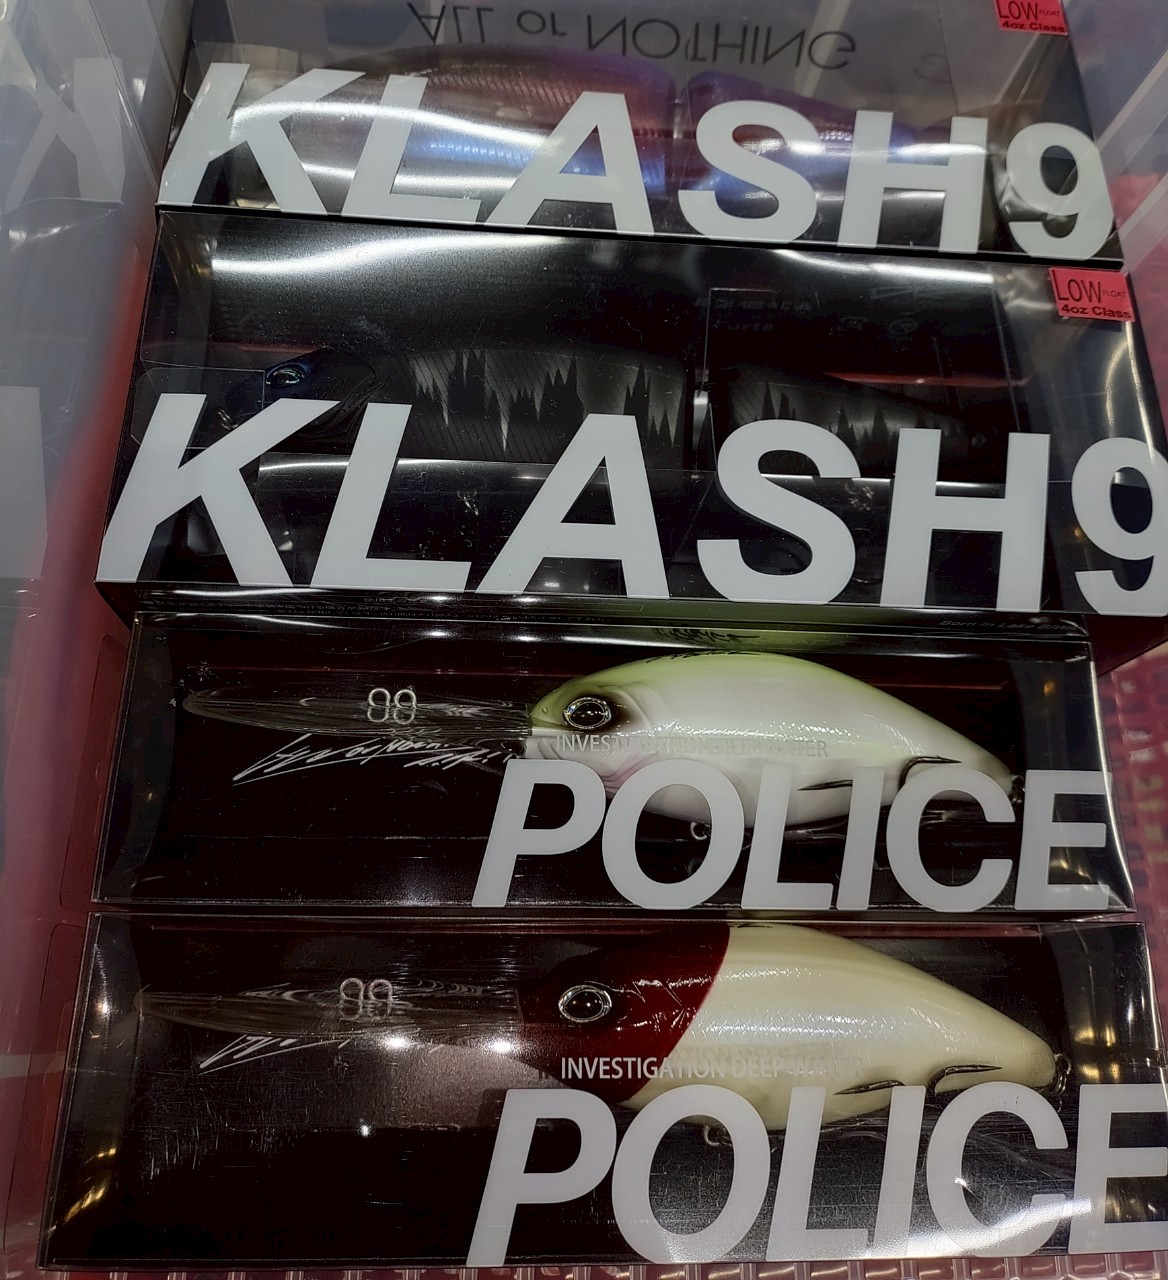 ALL or NOTHING
LOW FLOAT
4oz Class
KLASH9
LOW FLOAT
4oz Class
KLASH9
INVESTIGATION DEEP WATER
POLICE
INVESTIGATION DEEP WATER
POLICE